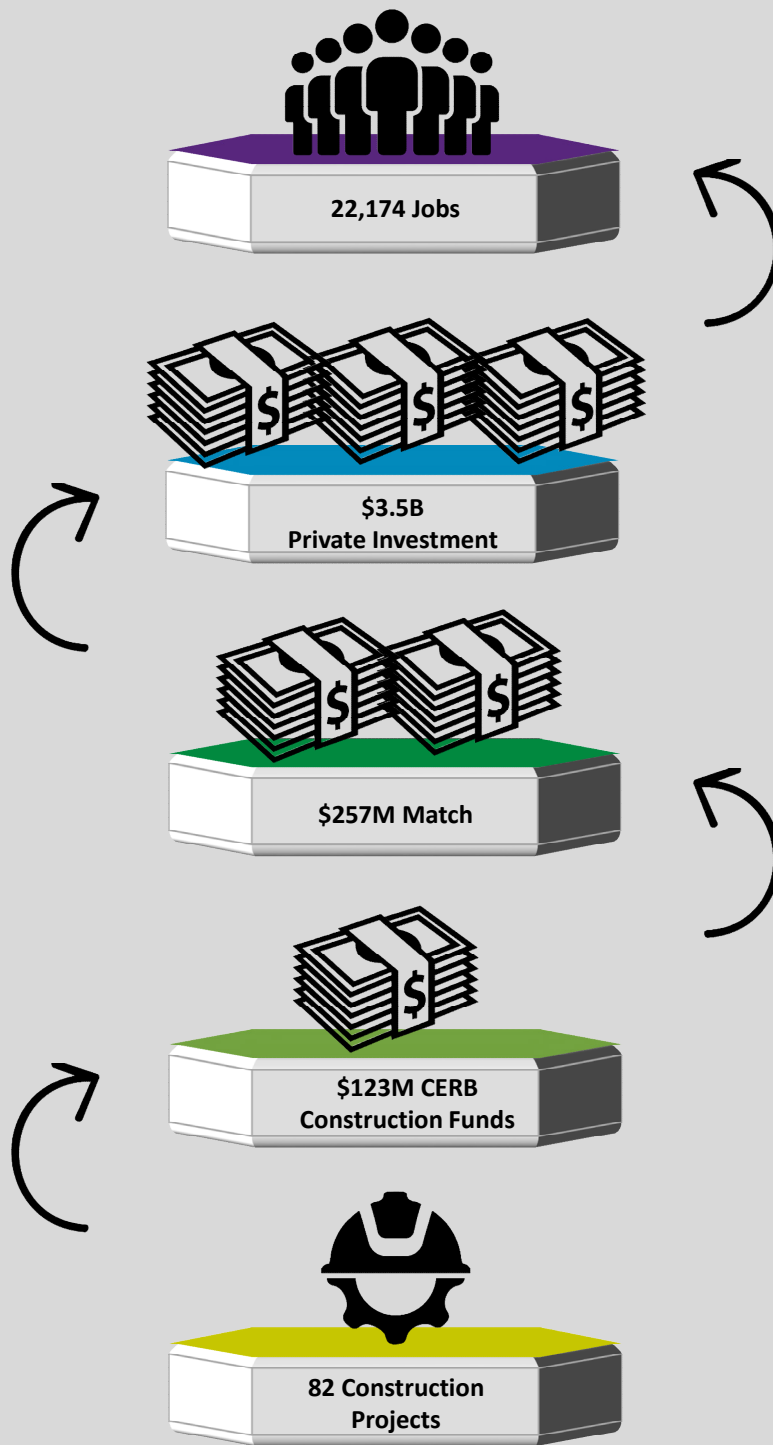 22,174 Jobs
$
$
$
$3.5B
Private Investment
$
$
$257M Match
$
$123M CERB
Construction Funds
82 Construction
Projects